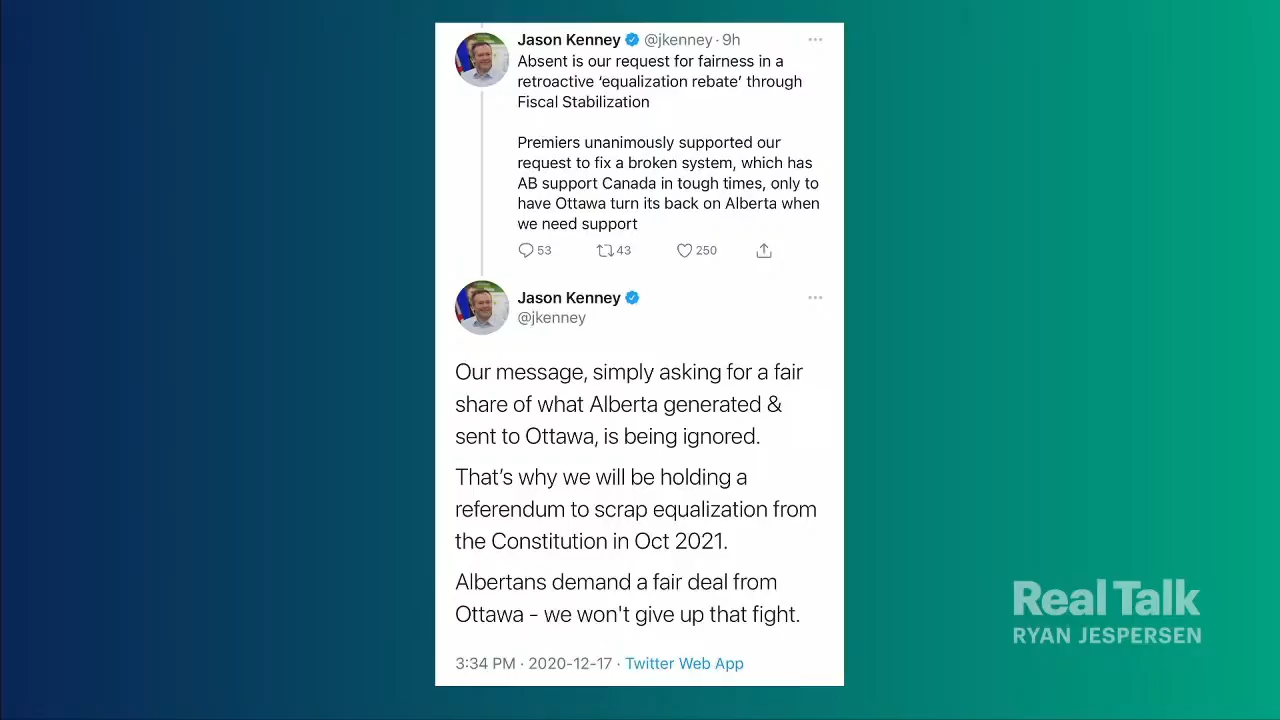 Jason Kenney @jkenney · 9h
Absent is our request for fairness in a
retroactive ‘equalization rebate’ through
Fiscal Stabilization
Premiers unanimously supported our
request to fix a broken system, which has
AB support Canada in tough times, only to
have Ottawa turn its back on Alberta when
we need support
53 43 250
Jason Kenney
@jkenney
Our message, simply asking for a fair
share of what Alberta generated &
sent to Ottawa, is being ignored.
That’s why we will be holding a
referendum to scrap equalization from
the Constitution in Oct 2021.
Albertans demand a fair deal from
Ottawa - we won't give up that fight.
3:34 PM · 2020-12-17 · Twitter Web App
Real Talk
RYAN JESPERSEN